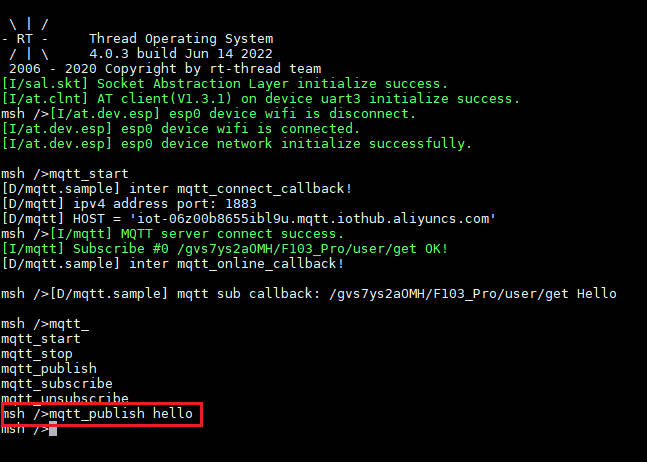 \ | /
- RT -     Thread Operating System
/ | \     4.0.3 build Jun 14 2022
2006 - 2020 Copyright by rt-thread team
[I/sal.skt] Socket Abstraction Layer initialize success.
[I/at.clnt] AT client(V1.3.1) on device uart3 initialize success.
msh />[I/at.dev.esp] esp0 device wifi is disconnect.
[I/at.dev.esp] esp0 device wifi is connected.
[I/at.dev.esp] esp0 device network initialize successfully.
msh />mqtt_start
[D/mqtt.sample] inter mqtt_connect_callback!
[D/mqtt] ipv4 address port: 1883
[D/mqtt] HOST = 'iot-06z00b8655ibl9u.mqtt.iothub.aliyuncs.com'
msh />[I/mqtt] MQTT server connect success.
[I/mqtt] Subscribe #0 /gvs7ys2aOMH/F103_Pro/user/get OK!
[D/mqtt.sample] inter mqtt_online_callback!
msh />[D/mqtt.sample] mqtt sub callback: /gvs7ys2aOMH/F103_Pro/user/get Hello
msh />mqtt_
mqtt_start
mqtt_stop
mqtt_publish
mqtt_subscribe
mqtt_unsubscribe
msh />mqtt_publish hello
msh />